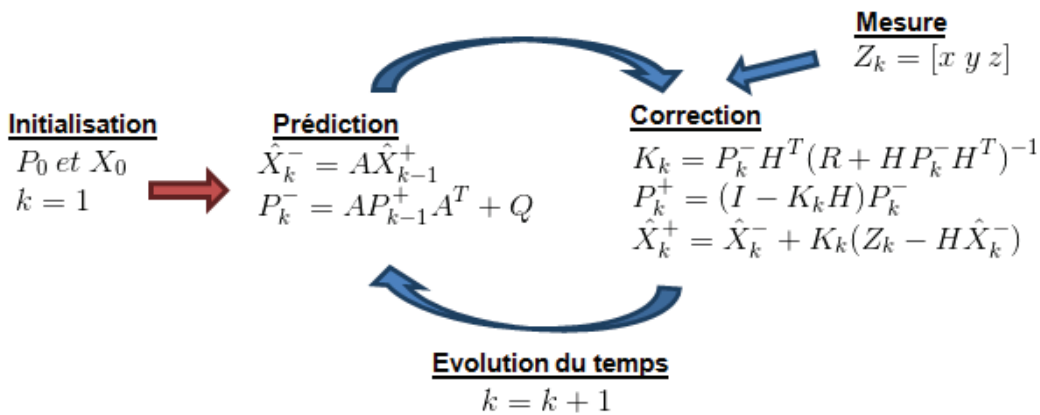 Mesure
$Z_k = [x\ y\ z]$
Initialisation
$P_0\ et\ X_0$
$k = 1$
Prédiction
$\hat{X}_k^- = A\hat{X}_{k-1}^+$
$P_k^- = AP_{k-1}^+A^T + Q$
Correction
$K_k = P_k^-H^T(R + HP_k^-H^T)^{-1}$
$P_k^+ = (I - K_kH)P_k^-$
$\hat{X}_k^+ = \hat{X}_k^- + K_k(Z_k - H\hat{X}_k^-)$
Evolution du temps
$k = k + 1$